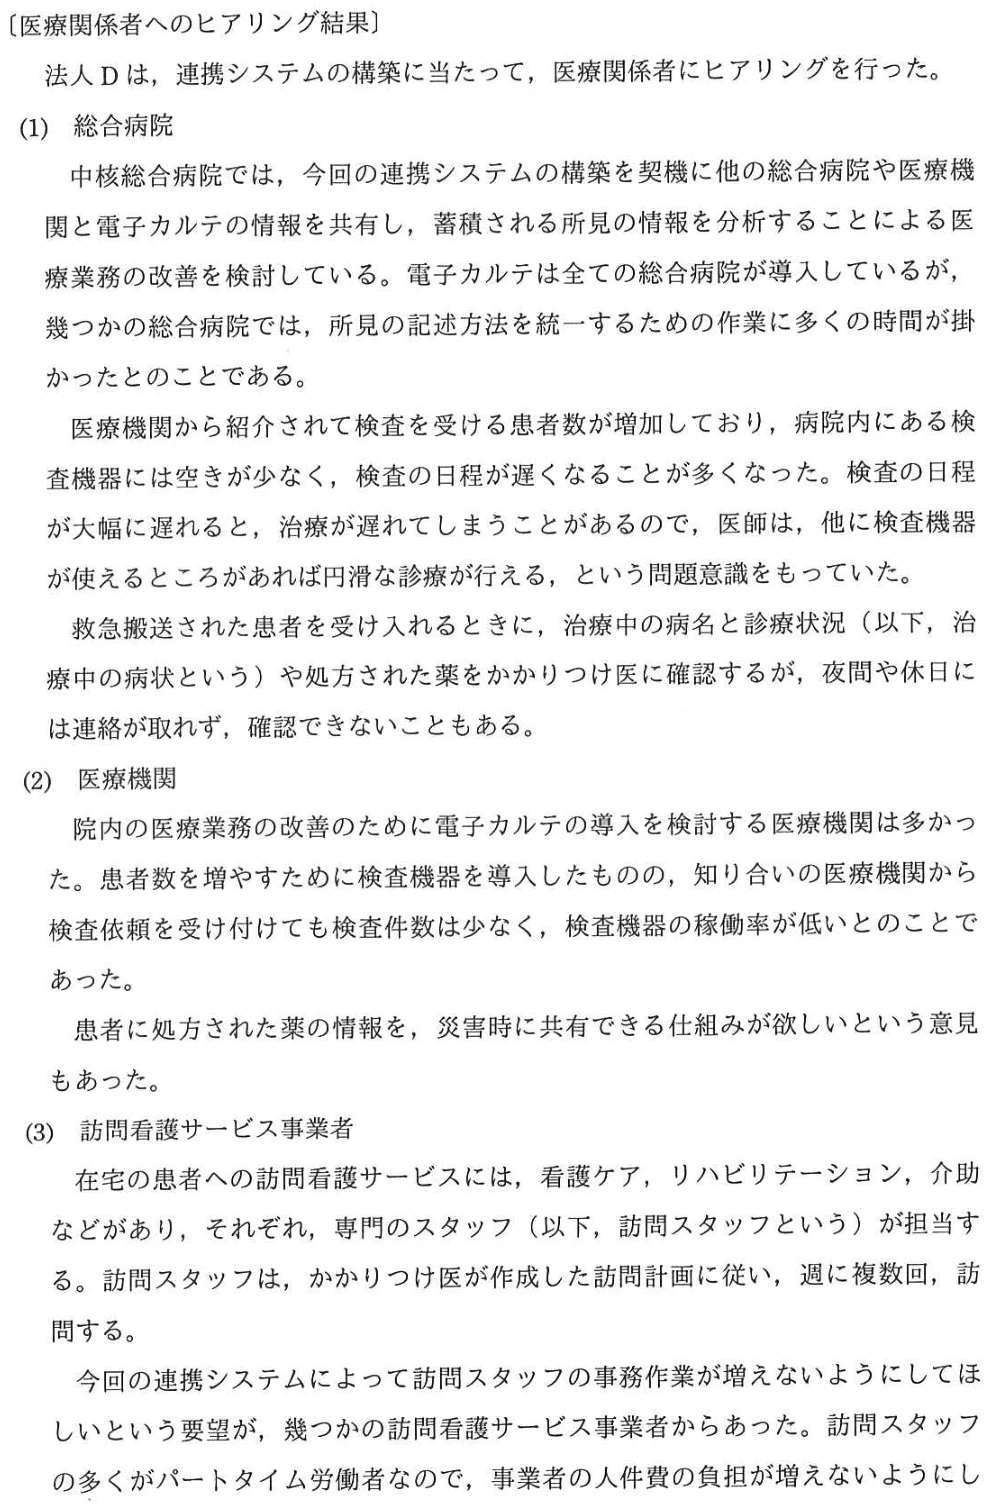 〔医療関係者へのヒアリング結果〕
法人Dは，連携システムの構築に当たって，医療関係者にヒアリングを行った。
(1) 総合病院
中核総合病院では，今回の連携システムの構築を契機に他の総合病院や医療機
関と電子カルテの情報を共有し，蓄積される所見の情報を分析することによる医
療業務の改善を検討している。電子カルテは全ての総合病院が導入しているが，
幾つかの総合病院では，所見の記述方法を統一するための作業に多くの時間が掛
かったとのことである。
医療機関から紹介されて検査を受ける患者数が増加しており，病院内にある検
査機器には空きが少なく，検査の日程が遅くなることが多くなった。検査の日程
が大幅に遅れると，治療が遅れてしまうことがあるので，医師は，他に検査機器
が使えるところがあれば円滑な診療が行える，という問題意識をもっていた。
救急搬送された患者を受け入れるときに，治療中の病名と診療状況（以下，治
療中の病状という）や処方された薬をかかりつけ医に確認するが，夜間や休日に
は連絡が取れず，確認できないこともある。
(2) 医療機関
院内の医療業務の改善のために電子カルテの導入を検討する医療機関は多かっ
た。患者数を増やすために検査機器を導入したものの，知り合いの医療機関から
検査依頼を受け付けても検査件数は少なく，検査機器の稼働率が低いとのことで
あった。
患者に処方された薬の情報を，災害時に共有できる仕組みが欲しいという意見
もあった。
(3) 訪問看護サービス事業者
在宅の患者への訪問看護サービスには，看護ケア，リハビリテーション，介助
などがあり，それぞれ，専門のスタッフ（以下，訪問スタッフという）が担当す
る。訪問スタッフは，かかりつけ医が作成した訪問計画に従い，週に複数回，訪
問する。
今回の連携システムによって訪問スタッフの事務作業が増えないようにしてほ
しいという要望が，幾つかの訪問看護サービス事業者からあった。訪問スタッフ
の多くがパートタイム労働者なので，事業者の人件費の負担が増えないようにし